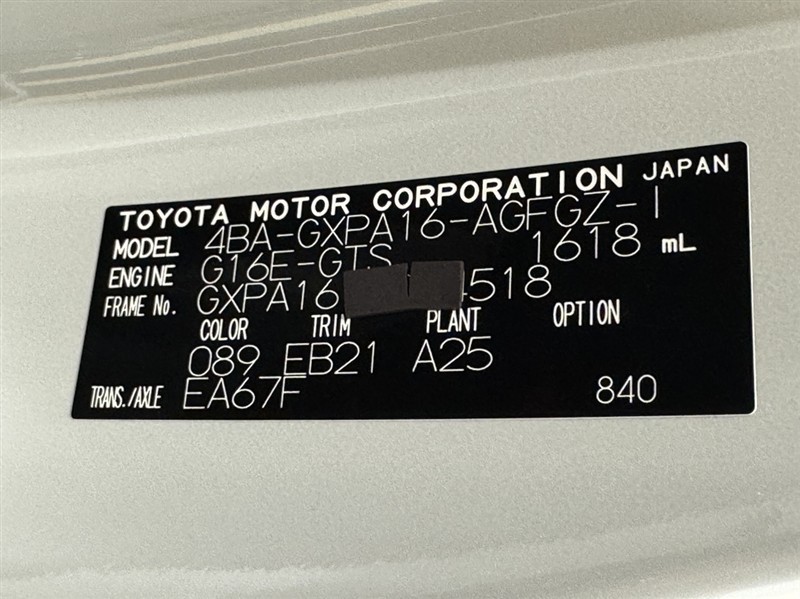 TOYOTA MOTOR CORPORATION JAPAN
MODEL 4BA-GXPA16-AGFGZ-I
ENGINE G16E-GTS 1618 mL
FRAME No. GXPA16 4518
COLOR TRIM PLANT OPTION
089 EB21 A25
TRANS./AXLE EA67F 840